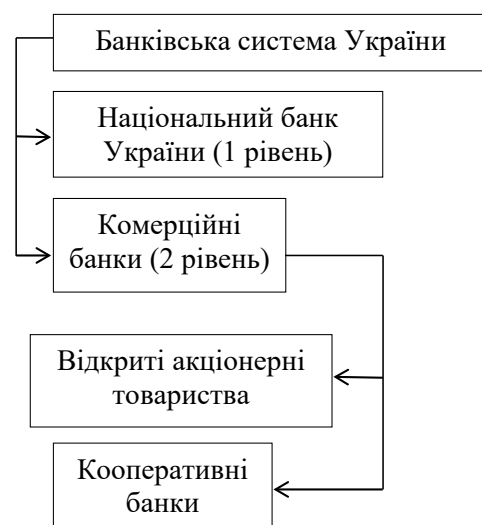 Банківська система України
Національний банк
України (1 рівень)
Комерційні
банки (2 рівень)
Відкриті акціонерні
товариства
Кооперативні
банки